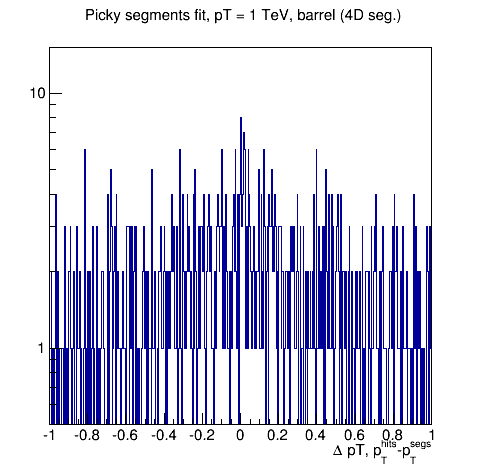 Picky segments fit, pT = 1 TeV, barrel (4D seg.)
10
1
-1 -0.8 -0.6 -0.4 -0.2 0 0.2 0.4 0.6 0.8 1
Δ pT, p_T^hits-p_T^segs